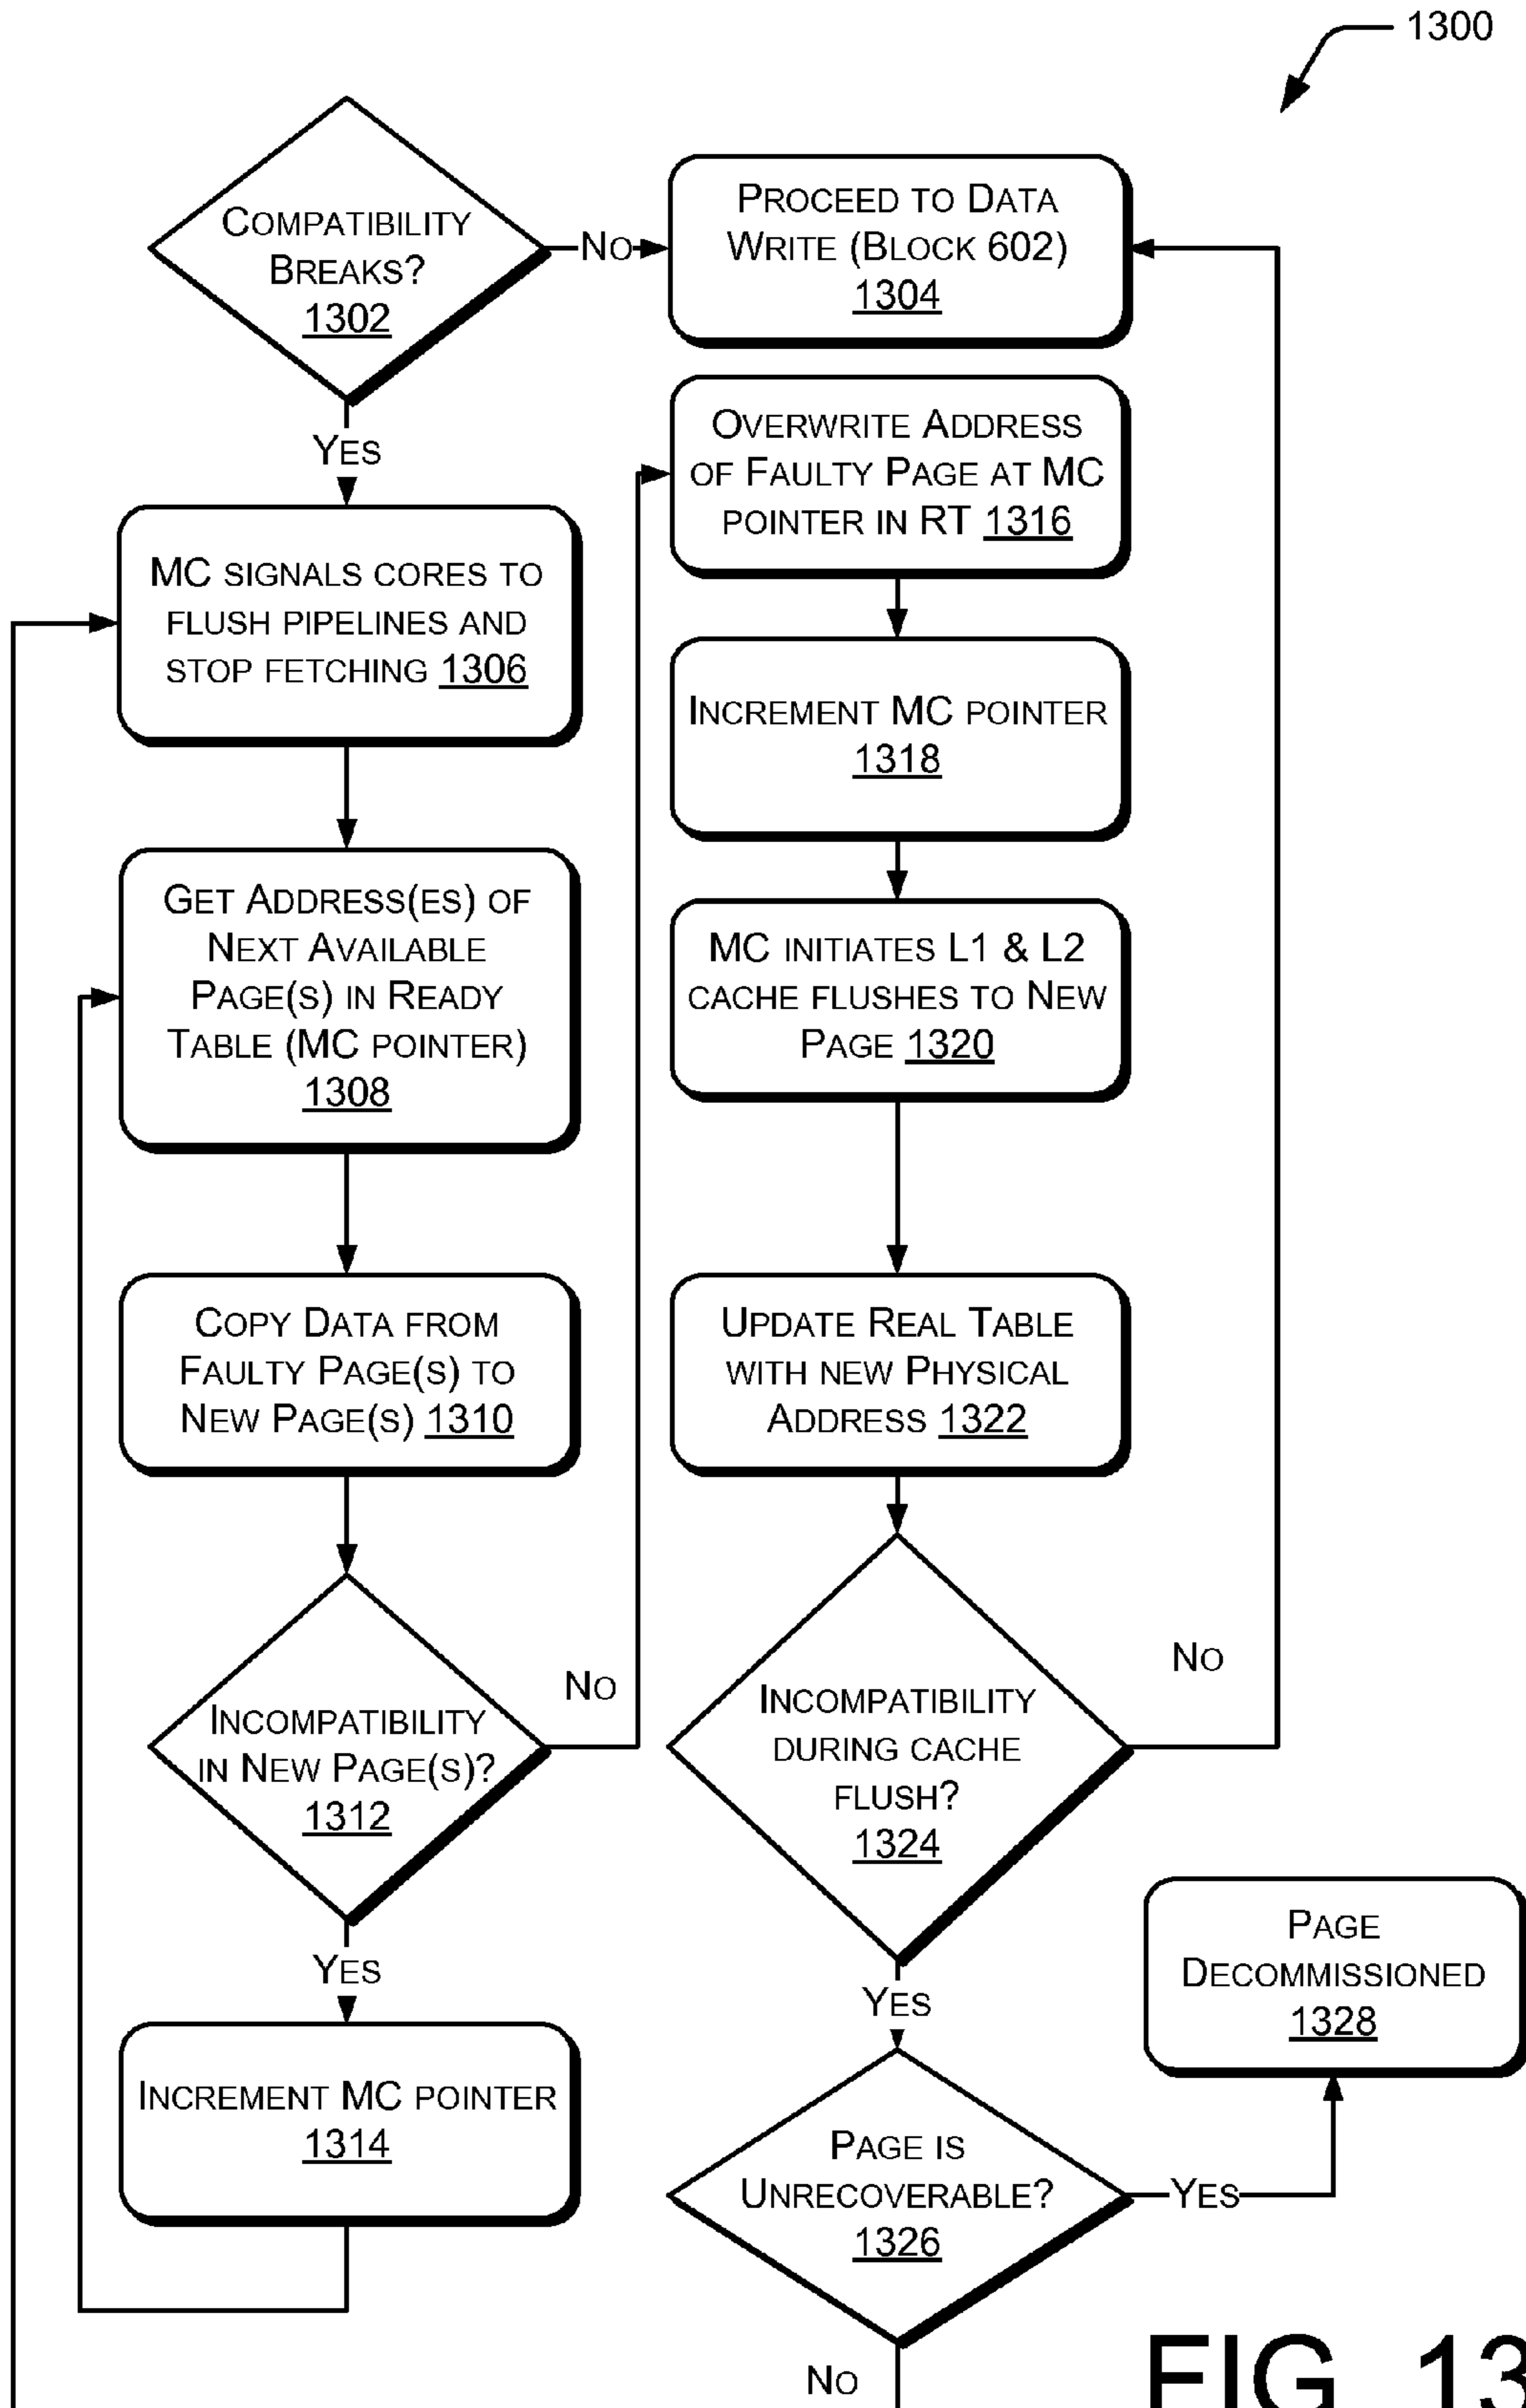 1300
COMPATIBILITY
BREAKS?
1302
NO
PROCEED TO DATA
WRITE (BLOCK 602)
1304
YES
MC SIGNALS CORES TO
FLUSH PIPELINES AND
STOP FETCHING 1306
GET ADDRESS(ES) OF
NEXT AVAILABLE
PAGE(S) IN READY
TABLE (MC POINTER)
1308
COPY DATA FROM
FAULTY PAGE(S) TO
NEW PAGE(S) 1310
INCOMPATIBILITY
IN NEW PAGE(S)?
1312
NO
YES
INCREMENT MC POINTER
1314
OVERWRITE ADDRESS
OF FAULTY PAGE AT MC
POINTER IN RT 1316
INCREMENT MC POINTER
1318
MC INITIATES L1 & L2
CACHE FLUSHES TO NEW
PAGE 1320
UPDATE REAL TABLE
WITH NEW PHYSICAL
ADDRESS 1322
INCOMPATIBILITY
DURING CACHE
FLUSH?
1324
NO
YES
PAGE IS
UNRECOVERABLE?
1326
YES
PAGE
DECOMMISSIONED
1328
NO
FIG. 13